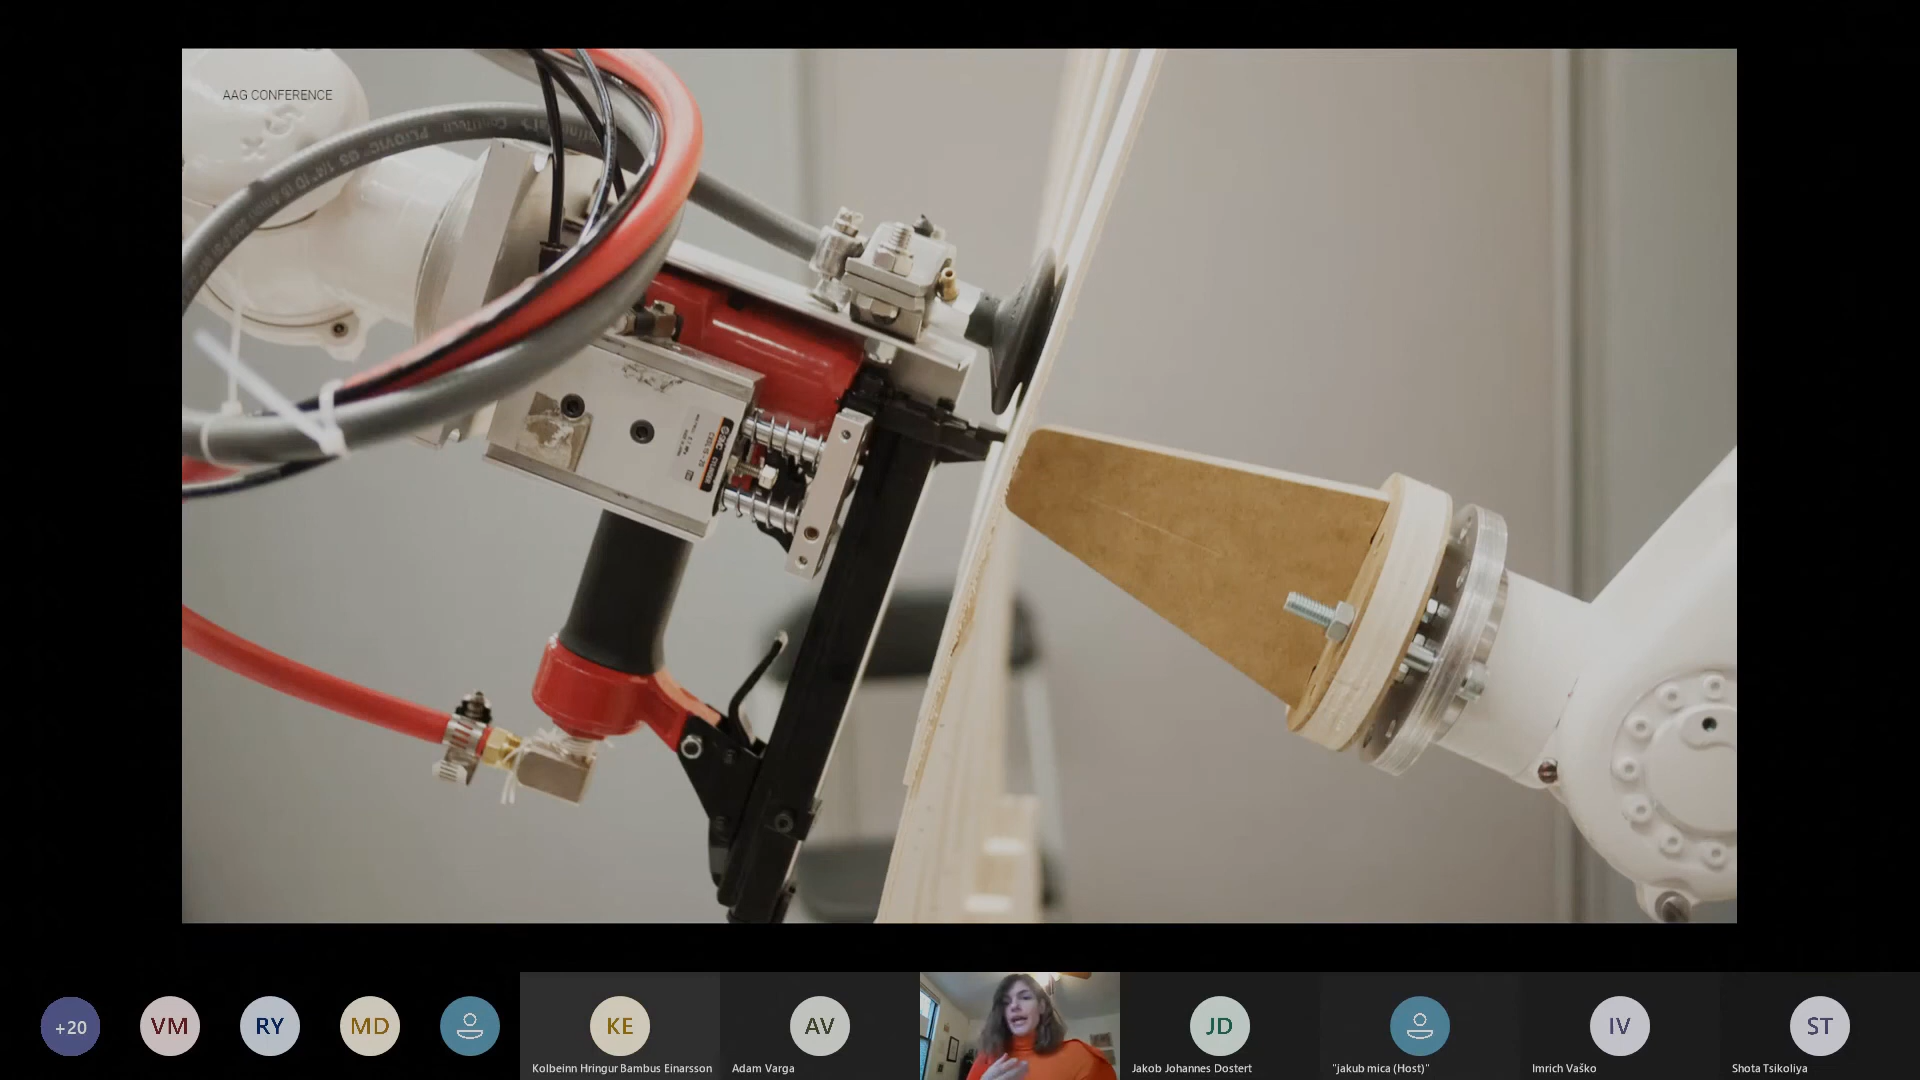 AAG CONFERENCE
+20
VM
RY
MD
KE
AV
JD
IV
ST
Kolbeinn Hringur Bambus Einarsson
Adam Varga
Jakob Johannes Dostert
"jakub mica (Host)"
Imrich Vaško
Shota Tsikoliya